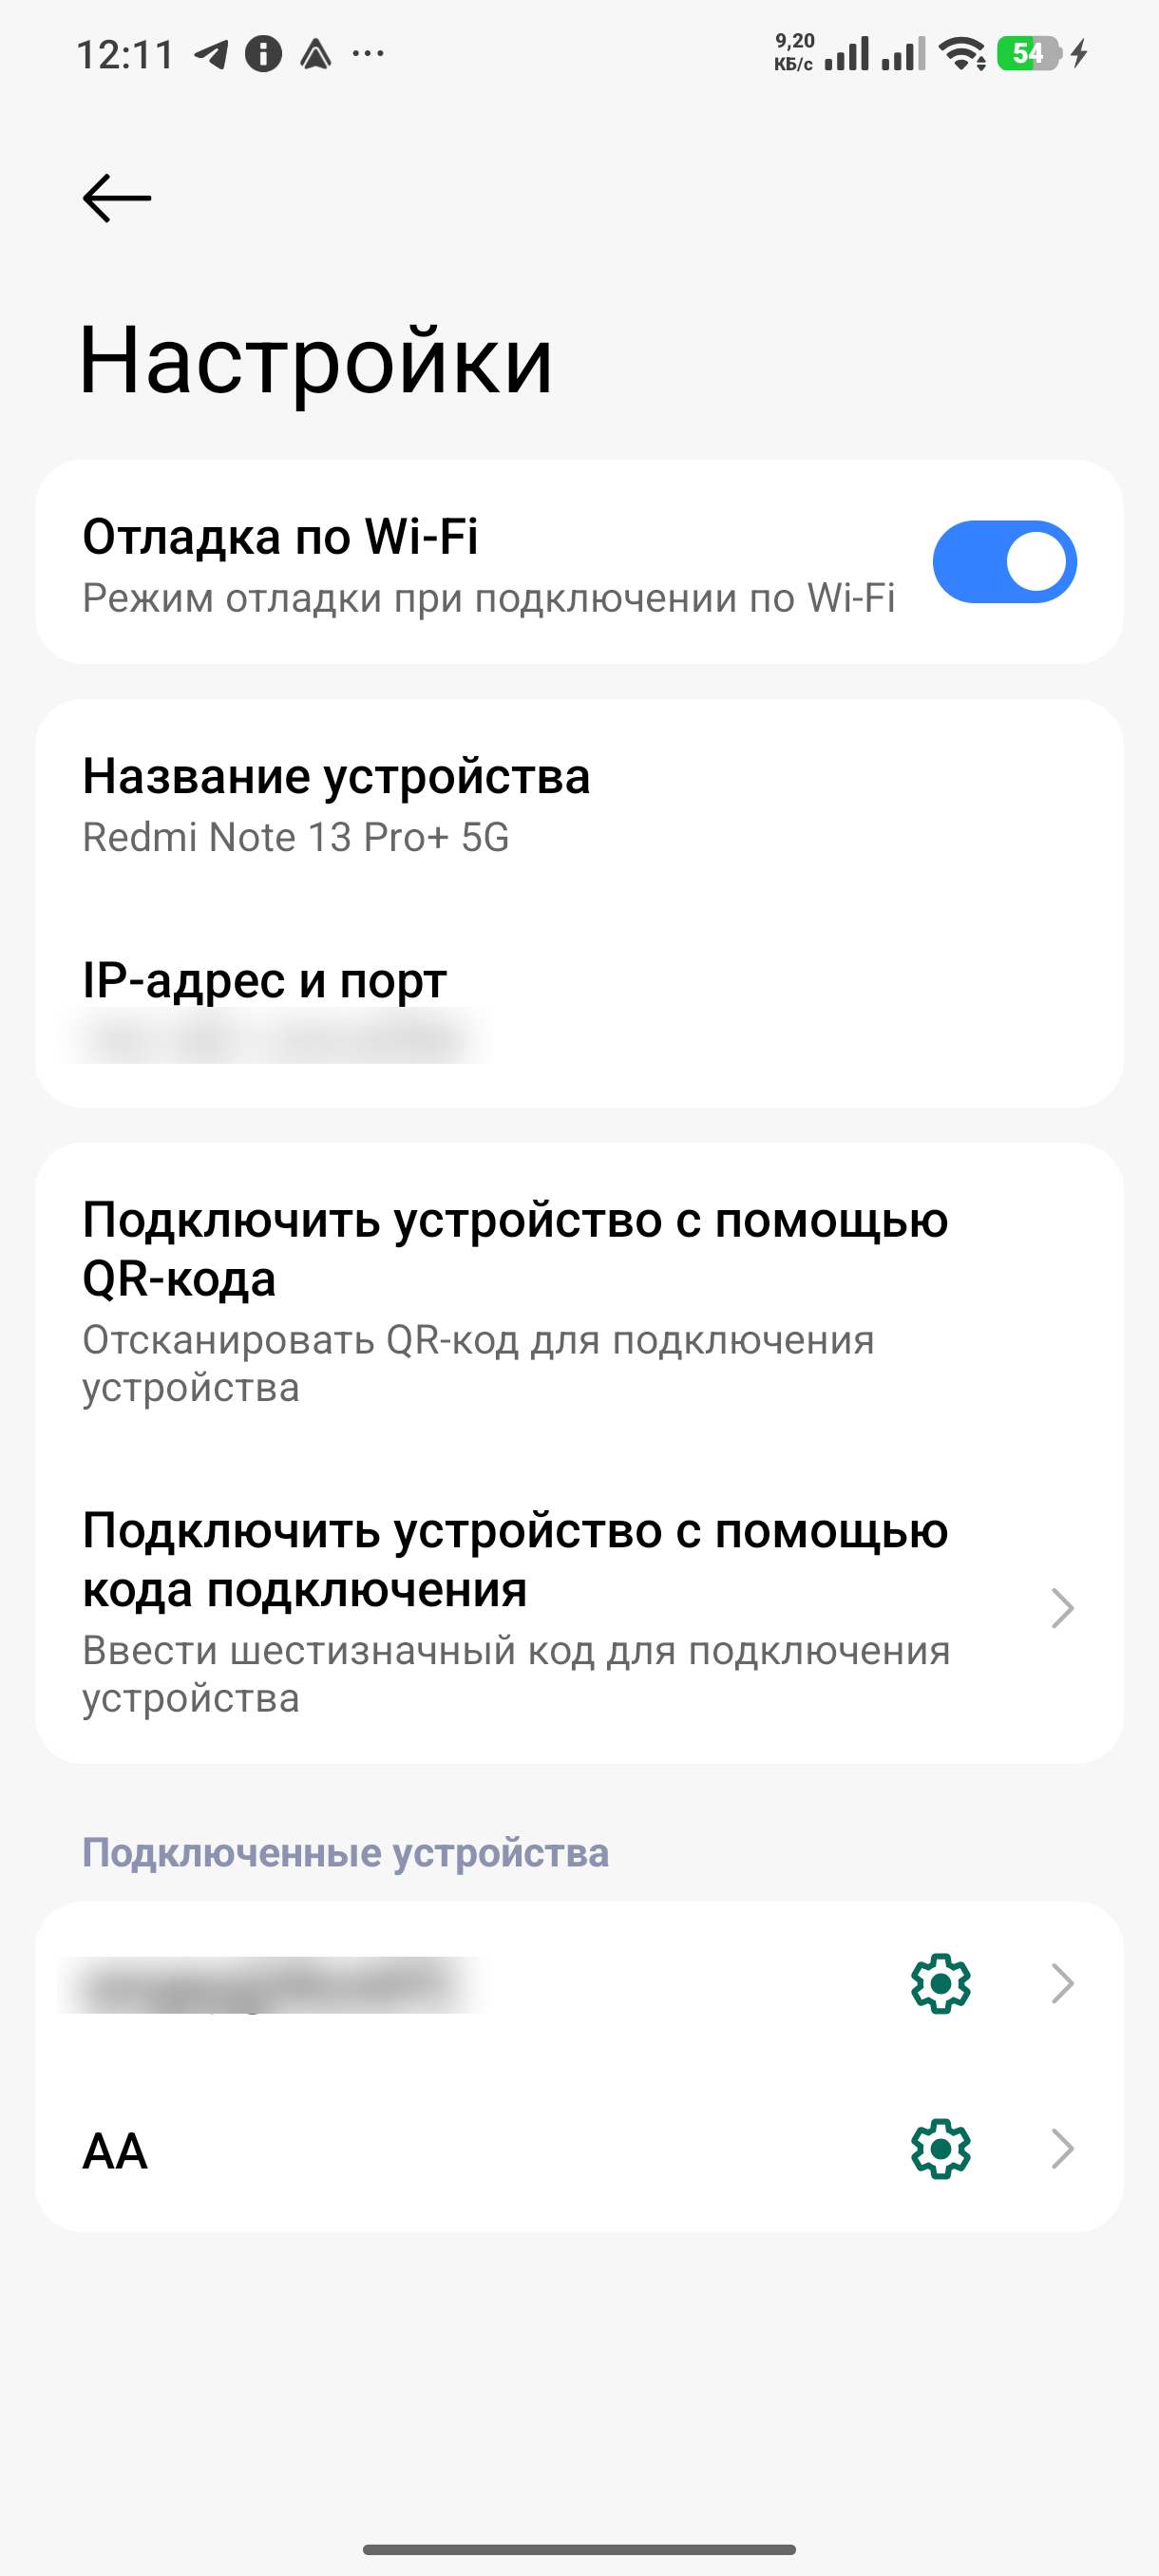 12:11
9,20
КБ/с
54
Настройки
Отладка по Wi-Fi
Режим отладки при подключении по Wi-Fi
Название устройства
Redmi Note 13 Pro+ 5G
IP-адрес и порт
Подключить устройство с помощью
QR-кода
Отсканировать QR-код для подключения
устройства
Подключить устройство с помощью
кода подключения
Ввести шестизначный код для подключения
устройства
Подключенные устройства
AA